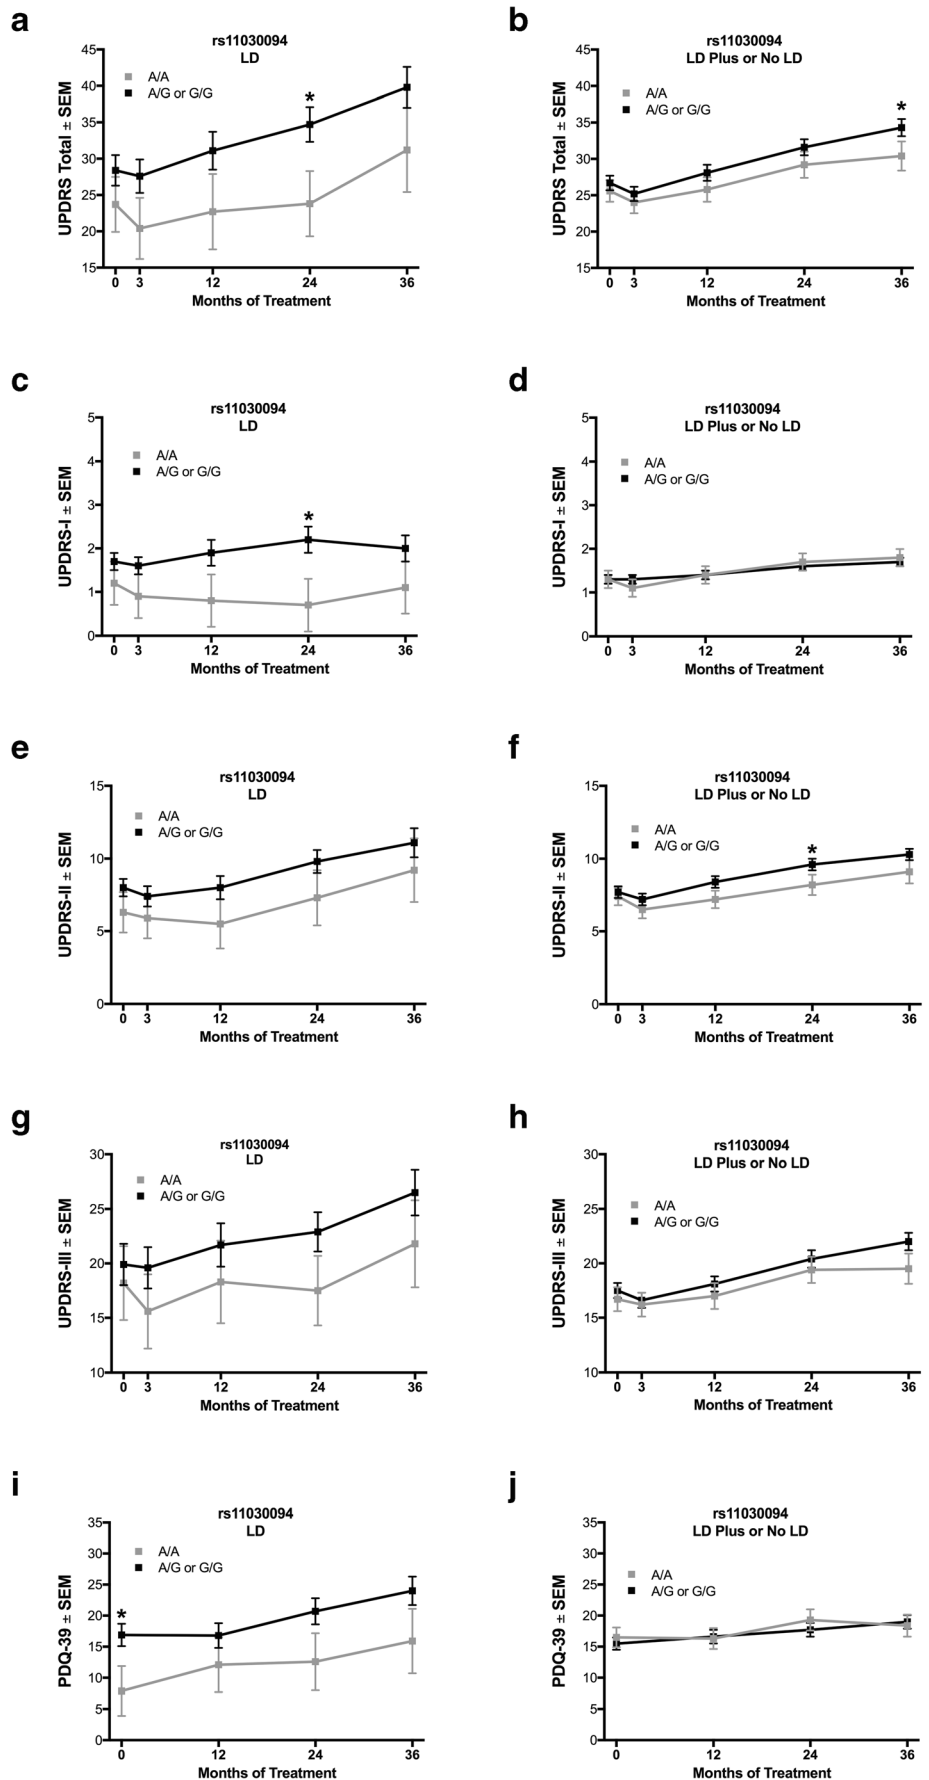 a
rs11030094
LD
A/A
A/G or G/G
UPDRS Total ± SEM
45
40
35
30
25
20
15
*
0 3 12 24 36
Months of Treatment
b
rs11030094
LD Plus or No LD
A/A
A/G or G/G
UPDRS Total ± SEM
45
40
35
30
25
20
15
*
0 3 12 24 36
Months of Treatment
c
rs11030094
LD
A/A
A/G or G/G
UPDRS-I ± SEM
5
4
3
2
1
0
*
0 3 12 24 36
Months of Treatment
d
rs11030094
LD Plus or No LD
A/A
A/G or G/G
UPDRS-I ± SEM
5
4
3
2
1
0
0 3 12 24 36
Months of Treatment
e
rs11030094
LD
A/A
A/G or G/G
UPDRS-II ± SEM
15
10
5
0
0 3 12 24 36
Months of Treatment
f
rs11030094
LD Plus or No LD
A/A
A/G or G/G
UPDRS-II ± SEM
15
10
5
0
*
0 3 12 24 36
Months of Treatment
g
rs11030094
LD
A/A
A/G or G/G
UPDRS-III ± SEM
30
25
20
15
10
0 3 12 24 36
Months of Treatment
h
rs11030094
LD Plus or No LD
A/A
A/G or G/G
UPDRS-III ± SEM
30
25
20
15
10
0 3 12 24 36
Months of Treatment
i
rs11030094
LD
A/A
A/G or G/G
PDQ-39 ± SEM
35
30
25
20
15
10
5
0
*
0 12 24 36
Months of Treatment
j
rs11030094
LD Plus or No LD
A/A
A/G or G/G
PDQ-39 ± SEM
35
30
25
20
15
10
5
0
0 12 24 36
Months of Treatment